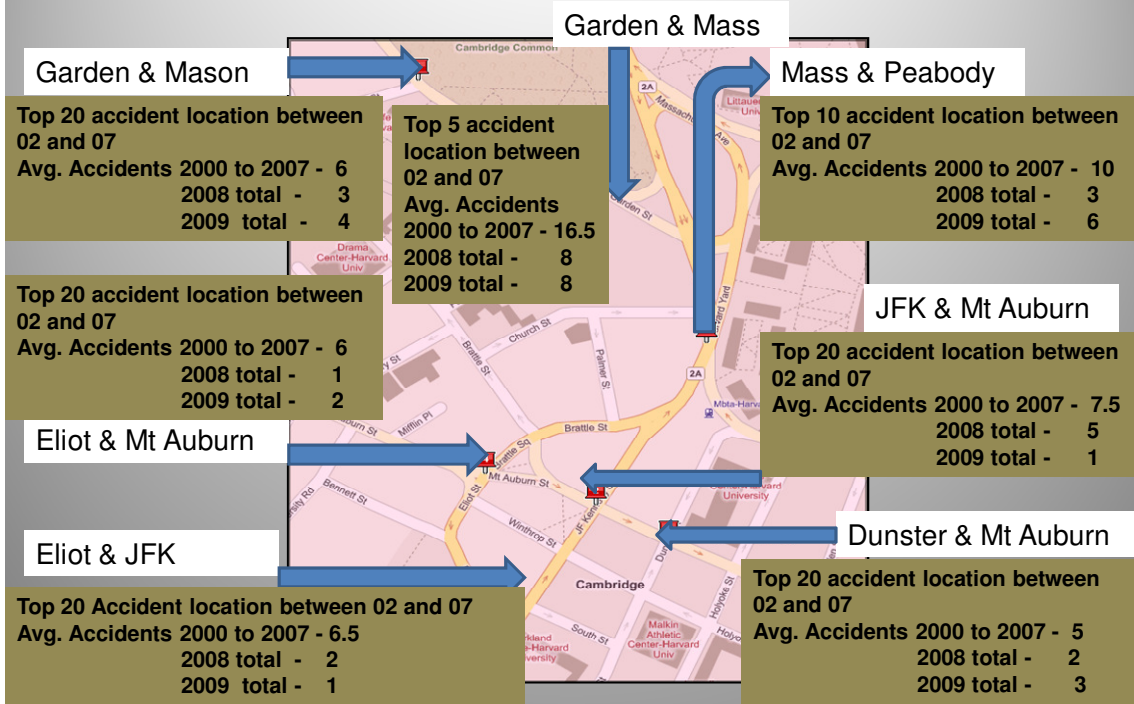 Garden & Mass
Garden & Mason
Top 20 accident location between
02 and 07
Avg. Accidents 2000 to 2007 - 6
2008 total - 3
2009 total - 4
Top 5 accident
location between
02 and 07
Avg. Accidents
2000 to 2007 - 16.5
2008 total - 8
2009 total - 8
Mass & Peabody
Top 10 accident location between
02 and 07
Avg. Accidents 2000 to 2007 - 10
2008 total - 3
2009 total - 6
Top 20 accident location between
02 and 07
Avg. Accidents 2000 to 2007 - 6
2008 total - 1
2009 total - 2
Eliot & Mt Auburn
JFK & Mt Auburn
Top 20 accident location between
02 and 07
Avg. Accidents 2000 to 2007 - 7.5
2008 total - 5
2009 total - 1
Eliot & JFK
Top 20 Accident location between 02 and 07
Avg. Accidents 2000 to 2007 - 6.5
2008 total - 2
2009 total - 1
Dunster & Mt Auburn
Top 20 accident location between
02 and 07
Avg. Accidents 2000 to 2007 - 5
2008 total - 2
2009 total - 3
Cambridge Common
2A
Ave
Drama
Center-Harvard
Univ
Church St
Brattle St
Palmer St
2A
Mifflin Pl
Brattle St
Brattle Sq
Mt Auburn St
Eliot St
Bennett St
Winthrop St
University
Cambridge
Holyoke St
South St
Malkin
Athletic
Center-Harvard
Univ